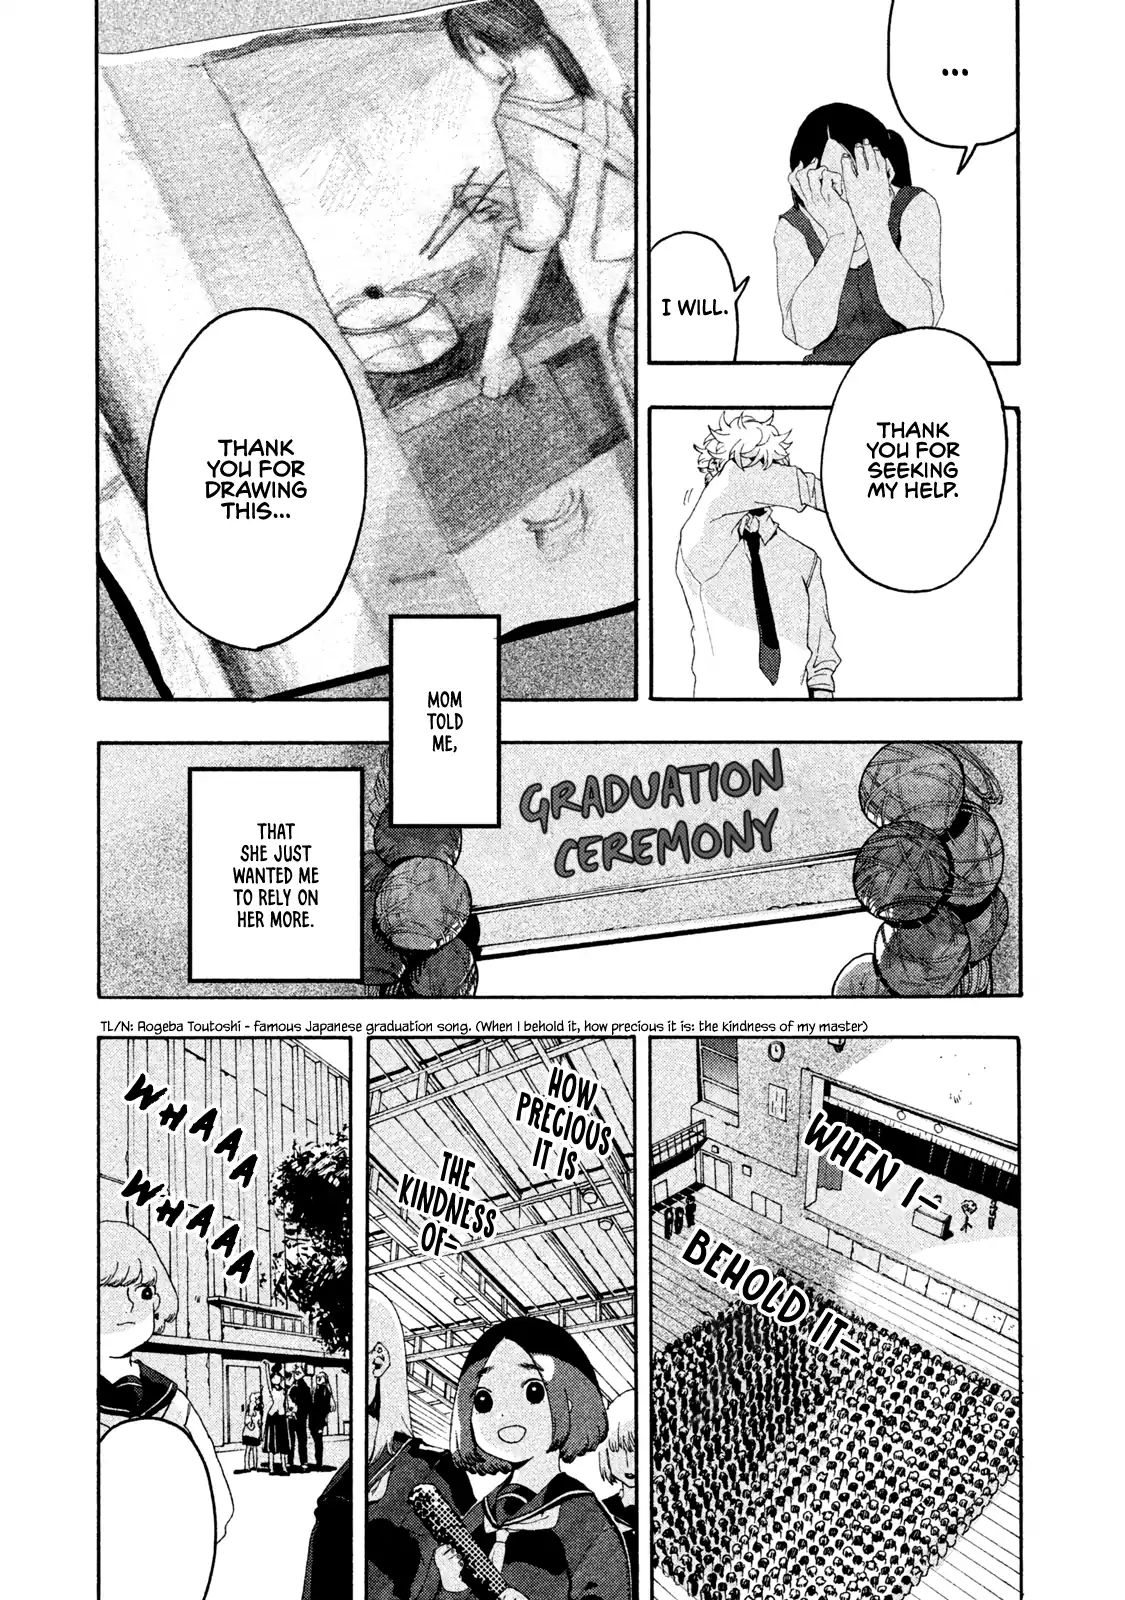 ...
I WILL.
THANK
YOU FOR
SEEKING
MY HELP.
THANK
YOU FOR
DRAWING
THIS...
MOM
TOLD
ME,
THAT
SHE JUST
WANTED ME
TO RELY ON
HER MORE.
GRADUATION
CEREMONY
TL/N: Aogeba Toutoshi - famous Japanese graduation song. (When I behold it, how precious it is: the kindness of my master)
WHEN I-
BEHOLD IT-
HOW
PRECIOUS
IT IS
THE
KINDNESS
OF-
WHAAA
WHAAAA